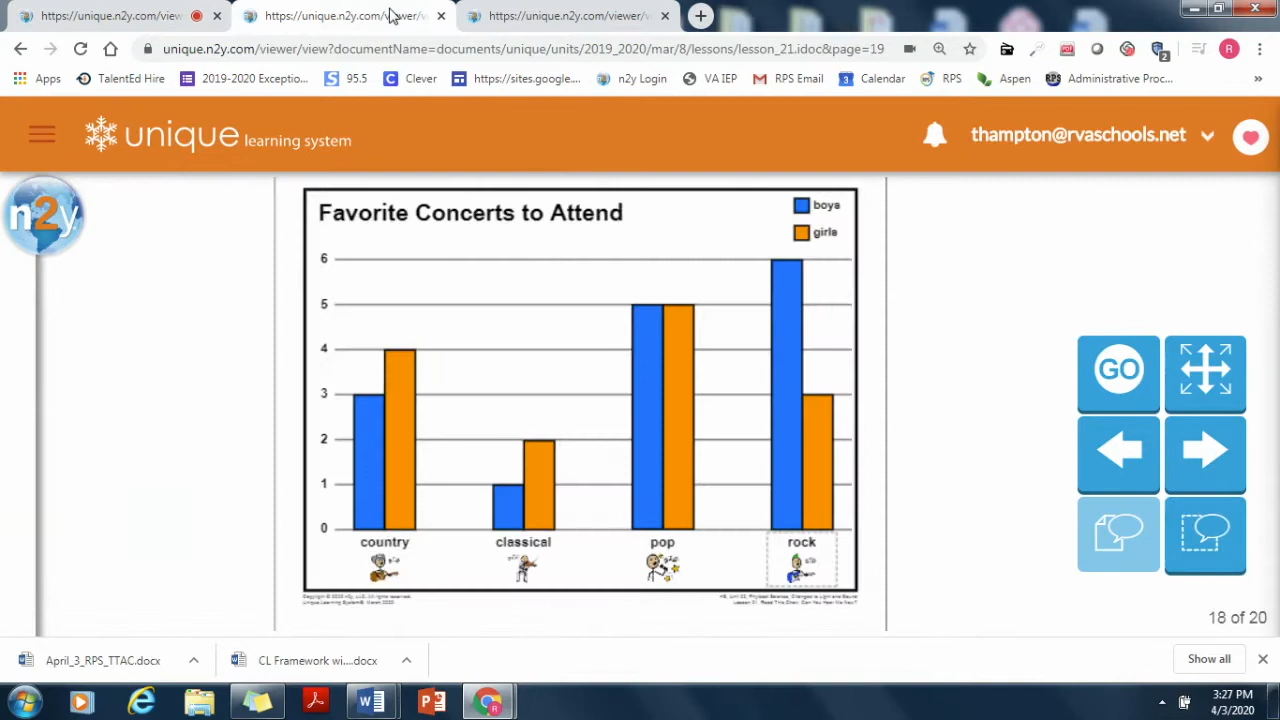 https://unique.n2y.com/view
https://unique.n2y.com/viewer/v
https://unique.n2y.com/viewer/v
unique.n2y.com/viewer/view?documentName=documents/unique/units/2019_2020/mar/8/lessons/lesson_21.idoc&page=19
2
R
Apps TalentEd Hire 2019-2020 Exceptio... 95.5 Clever https://sites.google.... n2y Login VA IEP RPS Email Calendar RPS Aspen Administrative Proc... »
unique learning system
thampton@rvaschools.net
n2y
Favorite Concerts to Attend
boys
girls
6
5
4
3
2
1
0
country classical pop rock
GO
18 of 20
April_3_RPS_TTAC.docx
CL Framework wi....docx
Show all
3:27 PM
4/3/2020